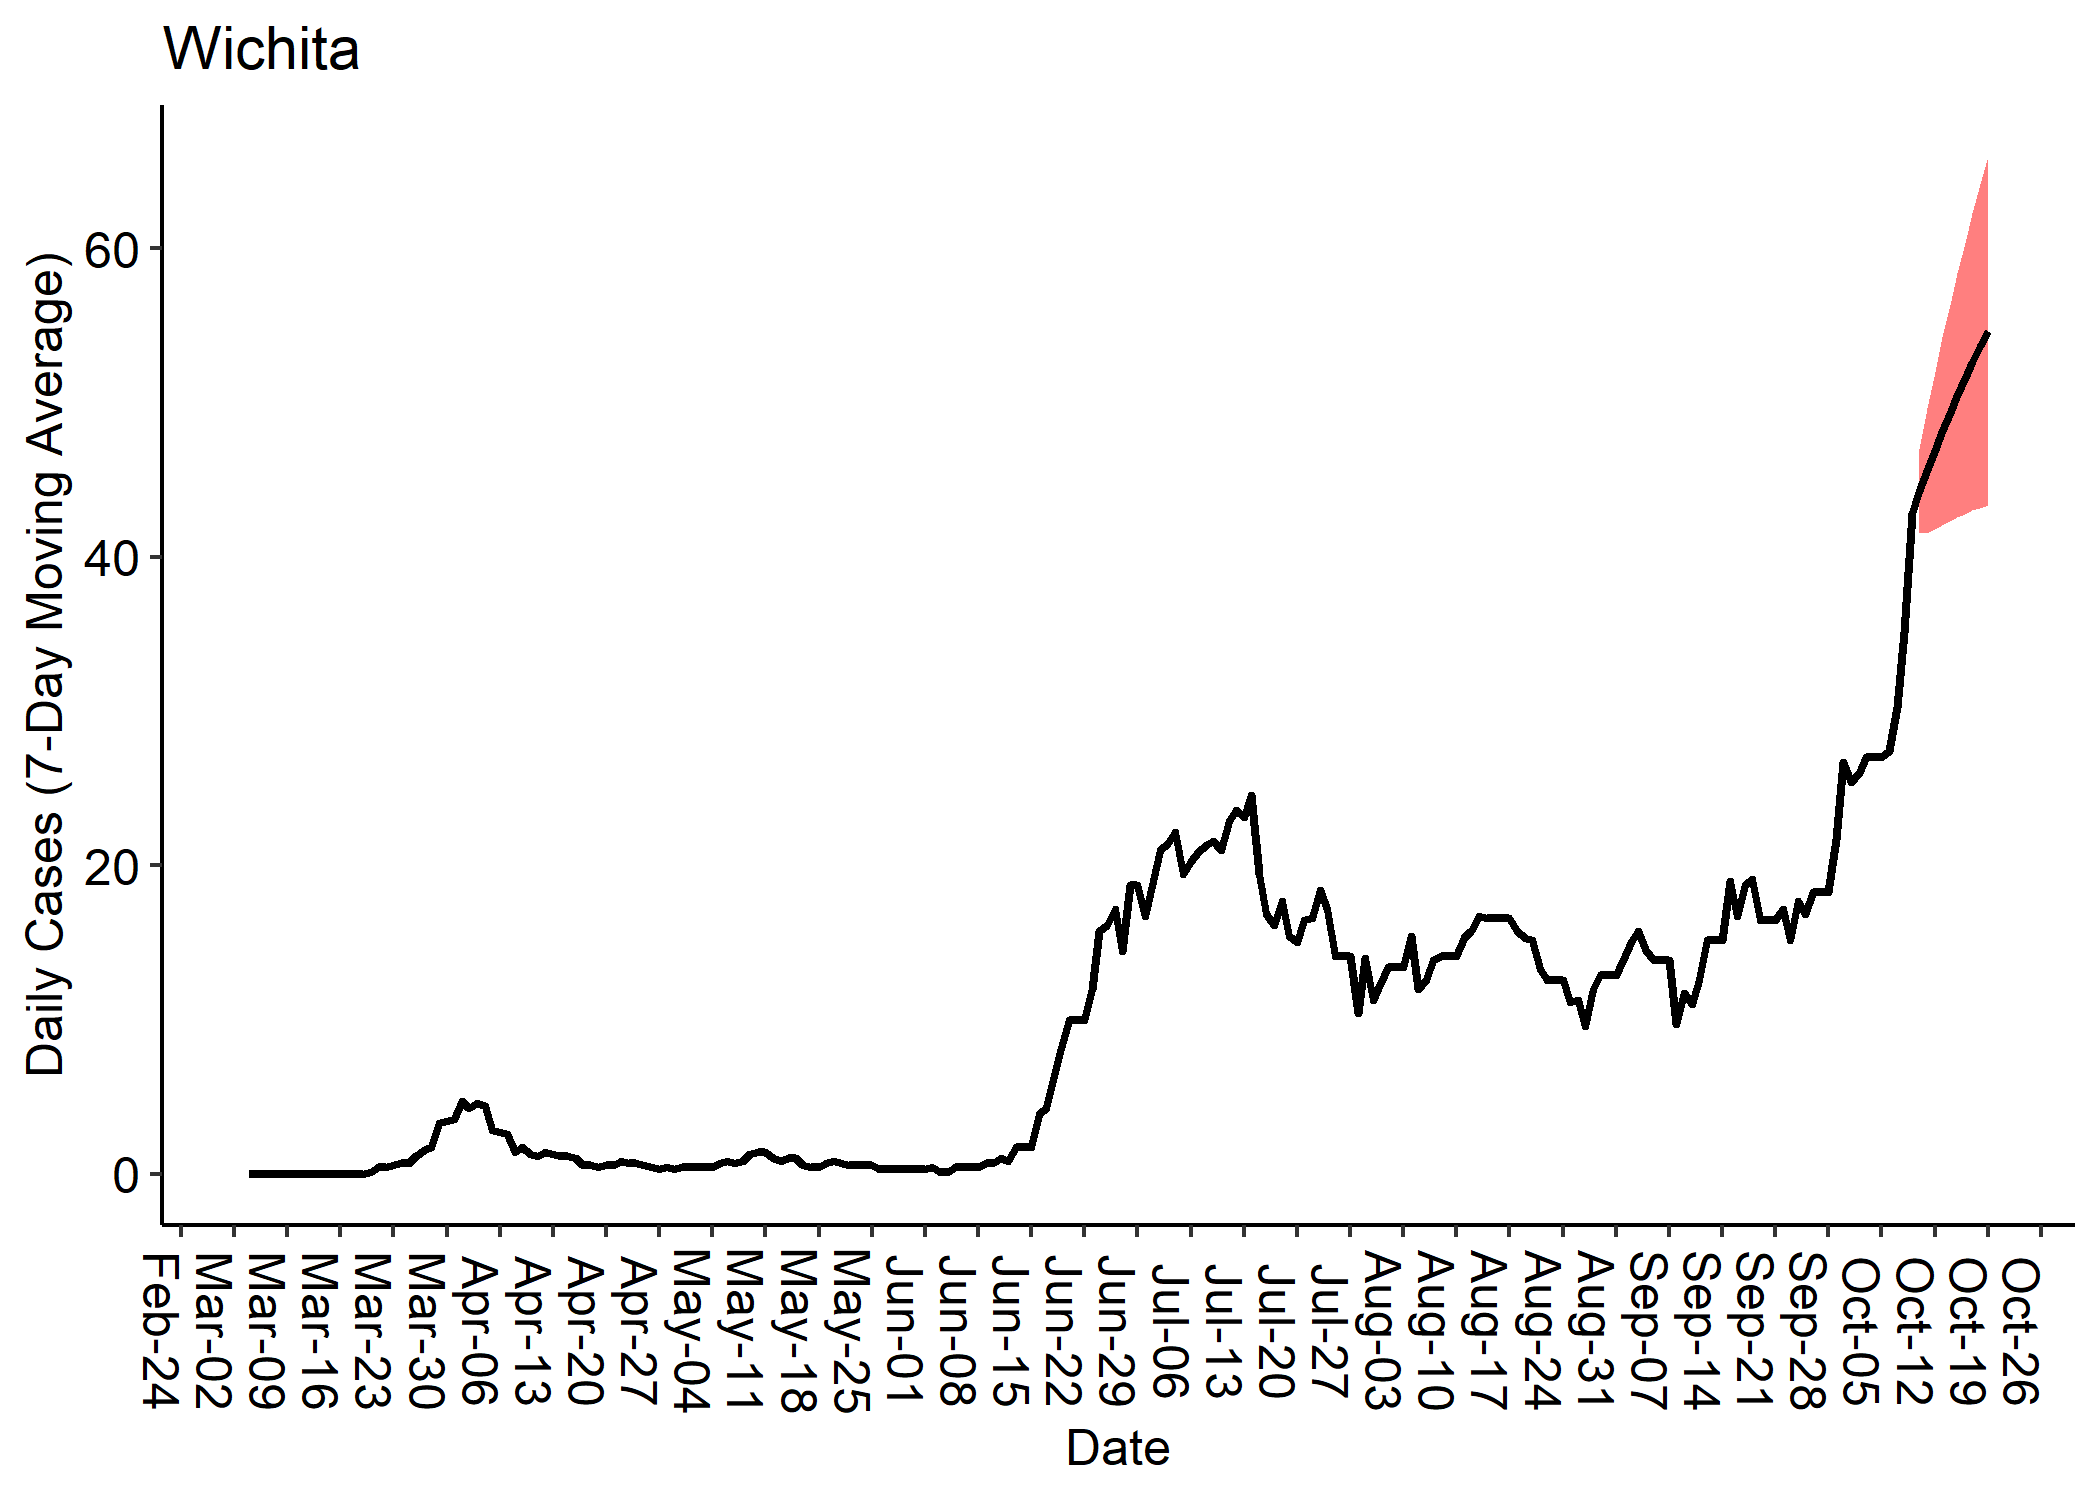 Wichita
Daily Cases (7-Day Moving Average)
60
40
20
0
Feb-24
Mar-02
Mar-09
Mar-16
Mar-23
Mar-30
Apr-06
Apr-13
Apr-20
Apr-27
May-04
May-11
May-18
May-25
Jun-01
Jun-08
Jun-15
Jun-22
Jun-29
Jul-06
Jul-13
Jul-20
Jul-27
Aug-03
Aug-10
Aug-17
Aug-24
Aug-31
Sep-07
Sep-14
Sep-21
Sep-28
Oct-05
Oct-12
Oct-19
Oct-26
Date